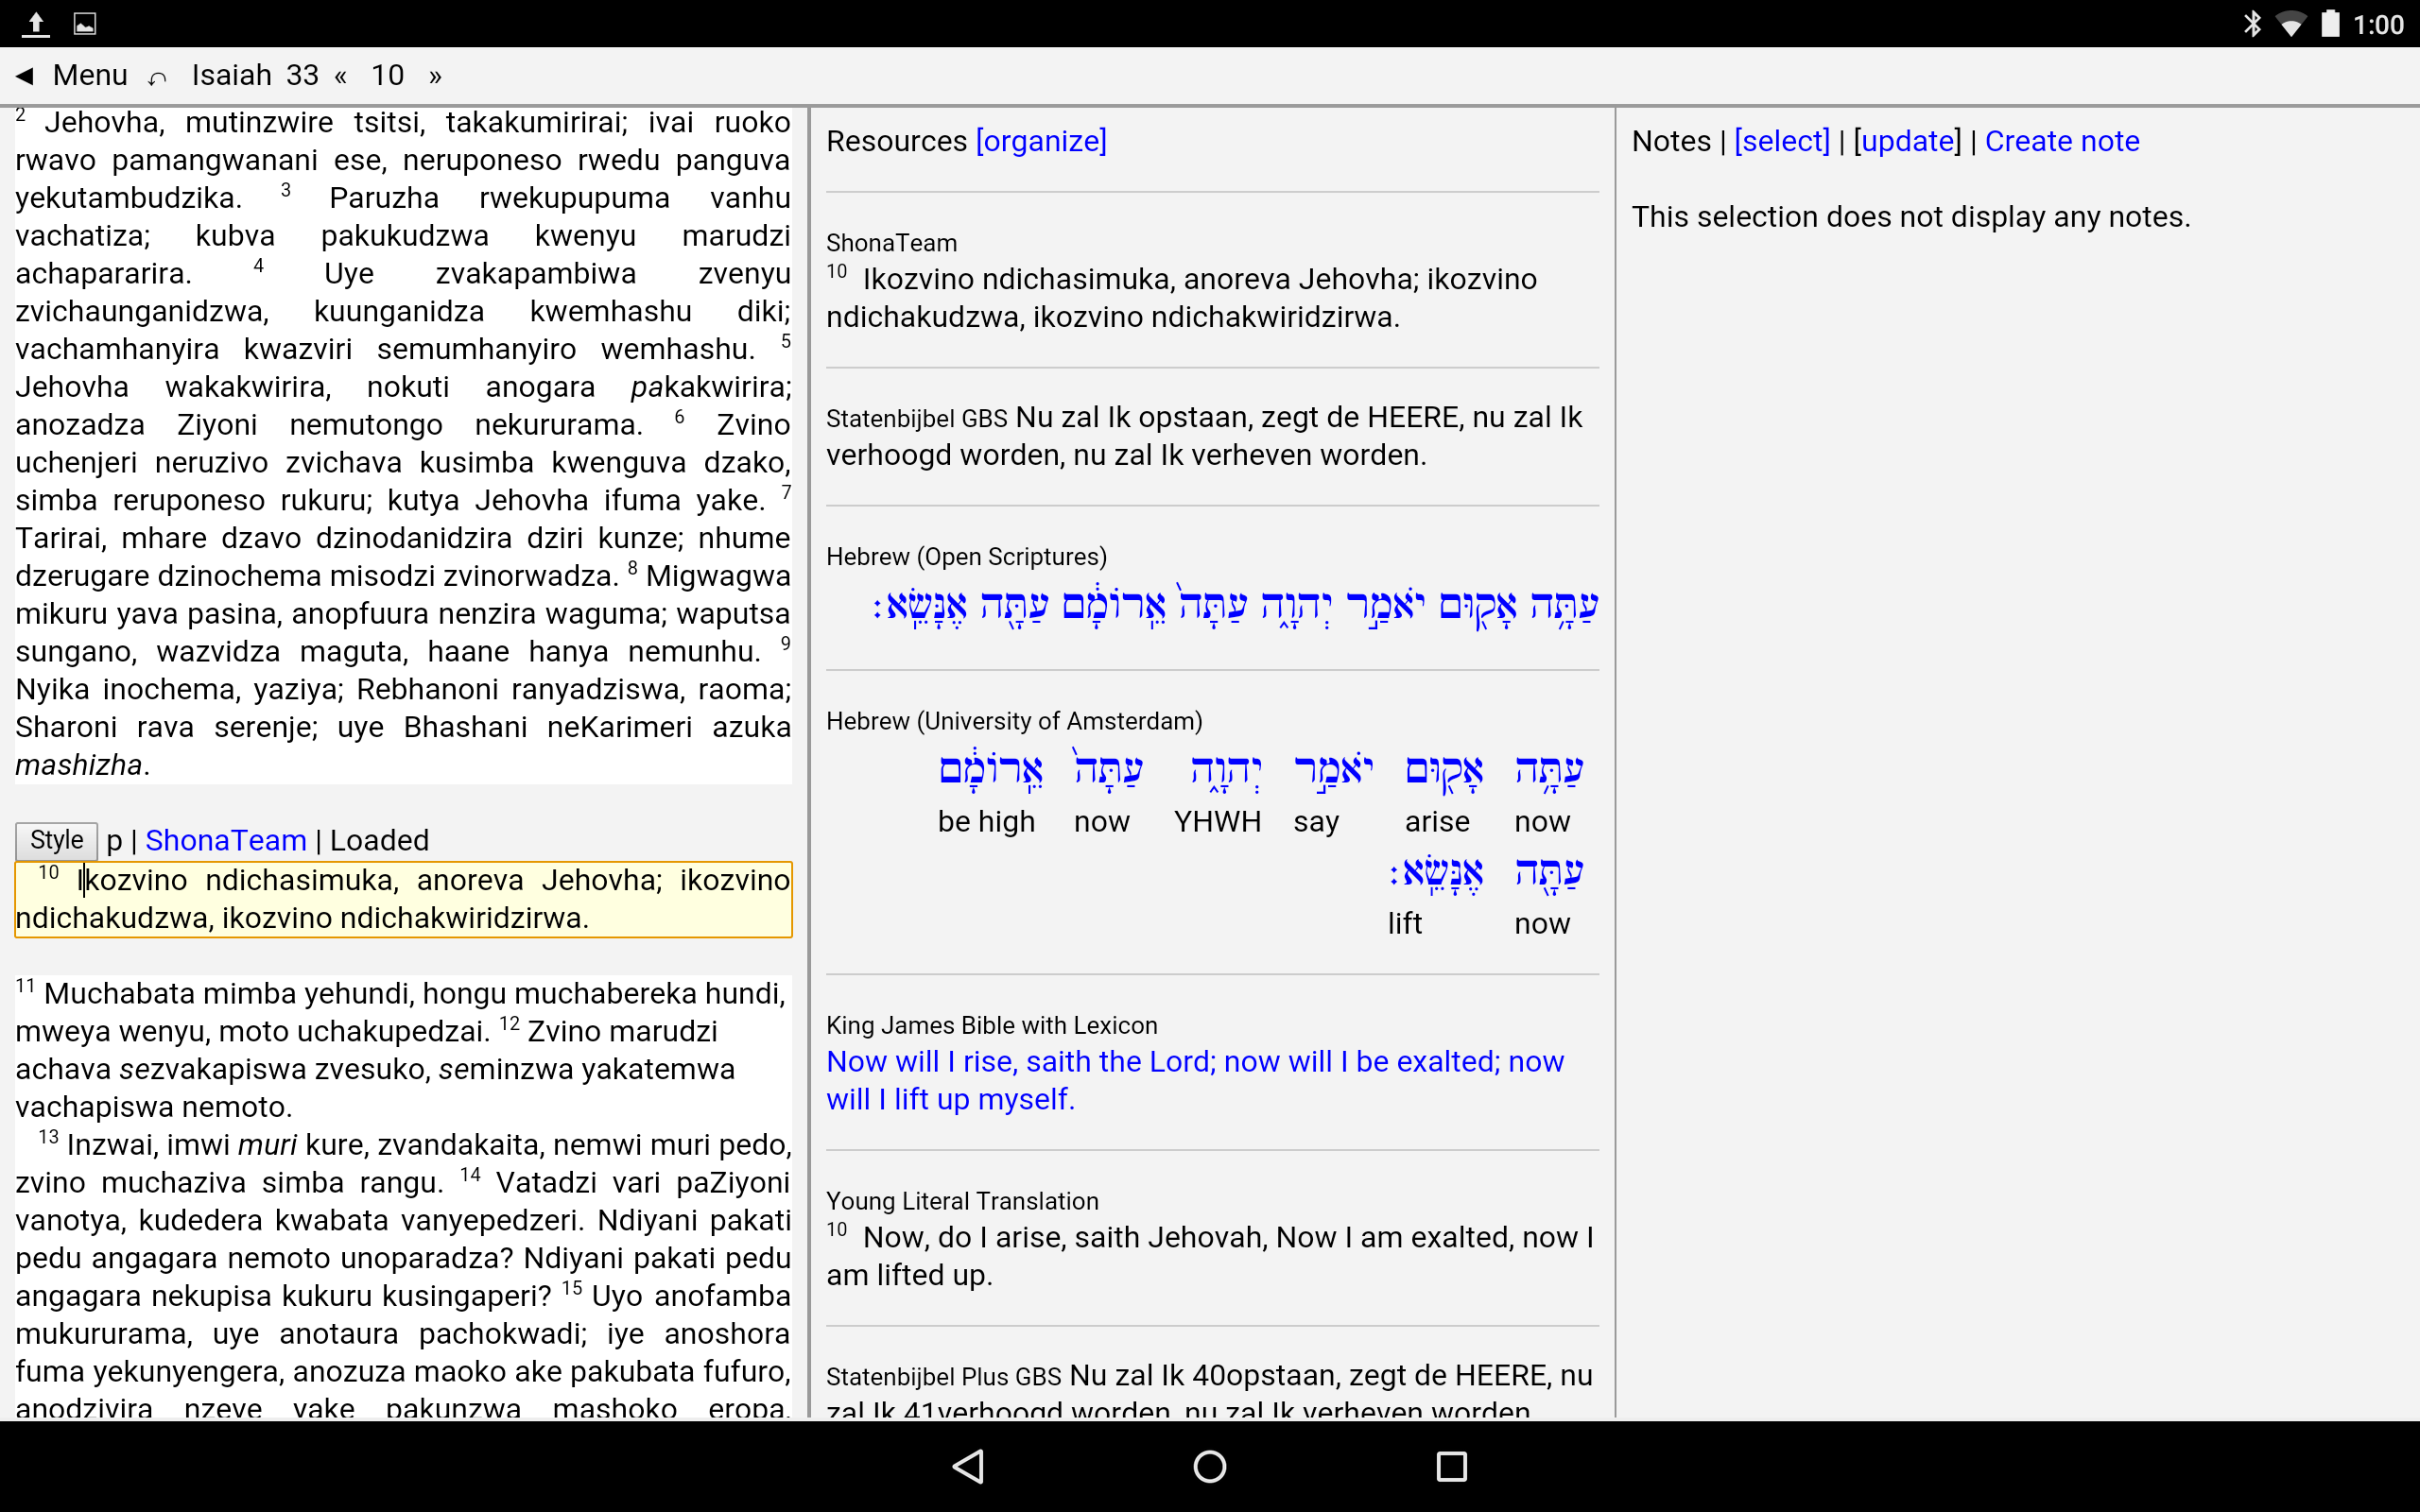 1:00
◀ Menu ⤺ Isaiah 33 « 10 »
2 Jehovha, mutinzwire tsitsi, takakumirirai; ivai ruoko
rwavo pamangwanani ese, neruponeso rwedu panguva
yekutambudzika. 3 Paruzha rwekupupuma vanhu
vachatiza; kubva pakukudzwa kwenyu marudzi
achapararira. 4 Uye zvakapambiwa zvenyu
zvichaunganidzwa, kuunganidza kwemhashu diki;
vachamhanyira kwazviri semumhanyiro wemhashu. 5
Jehovha wakakwirira, nokuti anogara pakakwirira;
anozadza Ziyoni nemutongo nekururama. 6 Zvino
uchenjeri neruzivo zvichava kusimba kwenguva dzako,
simba reruponeso rukuru; kutya Jehovha ifuma yake. 7
Tarirai, mhare dzavo dzinodanidzira dziri kunze; nhume
dzerugare dzinochema misodzi zvinorwadza. 8 Migwagwa
mikuru yava pasina, anopfuura nenzira waguma; waputsa
sungano, wazvidza maguta, haane hanya nemunhu. 9
Nyika inochema, yaziya; Rebhanoni ranyadziswa, raoma;
Sharoni rava serenje; uye Bhashani neKarimeri azuka
mashizha.
Style p | ShonaTeam | Loaded
10 Ikozvino ndichasimuka, anoreva Jehovha; ikozvino
ndichakudzwa, ikozvino ndichakwiridzirwa.
11 Muchabata mimba yehundi, hongu muchabereka hundi,
mweya wenyu, moto uchakupedzai. 12 Zvino marudzi
achava sezvakapiswa zvesuko, seminzwa yakatemwa
vachapiswa nemoto.
13 Inzwai, imwi muri kure, zvandakaita, nemwi muri pedo,
zvino muchaziva simba rangu. 14 Vatadzi vari paZiyoni
vanotya, kudedera kwabata vanyepedzeri. Ndiyani pakati
pedu angagara nemoto unoparadza? Ndiyani pakati pedu
angagara nekupisa kukuru kusingaperi? 15 Uyo anofamba
mukururama, uye anotaura pachokwadi; iye anoshora
fuma yekunyengera, anozuza maoko ake pakubata fufuro,
anodzivira nzeve yake pakunzwa mashoko eropa,
Resources [organize]
ShonaTeam
10 Ikozvino ndichasimuka, anoreva Jehovha; ikozvino
ndichakudzwa, ikozvino ndichakwiridzirwa.
Statenbijbel GBS Nu zal Ik opstaan, zegt de HEERE, nu zal Ik
verhoogd worden, nu zal Ik verheven worden.
Hebrew (Open Scriptures)
עַתָּ֥ה אָק֖וּם יֹאמַ֣ר יְהוָ֑ה עַתָּה֙ אֵֽרוֹמָ֔ם עַתָּ֖ה אֶנָּשֵֽׂא׃
Hebrew (University of Amsterdam)
עַתָּ֥ה אָק֖וּם יֹאמַ֣ר יְהוָ֑ה עַתָּה֙ אֵֽרוֹמָ֔ם
be high now YHWH say arise now
עַתָּ֖ה אֶנָּשֵֽׂא׃
lift now
King James Bible with Lexicon
Now will I rise, saith the Lord; now will I be exalted; now
will I lift up myself.
Young Literal Translation
10 Now, do I arise, saith Jehovah, Now I am exalted, now I
am lifted up.
Statenbijbel Plus GBS Nu zal Ik 40opstaan, zegt de HEERE, nu
zal Ik 41verhoogd worden, nu zal Ik verheven worden
Notes | [select] | [update] | Create note
This selection does not display any notes.